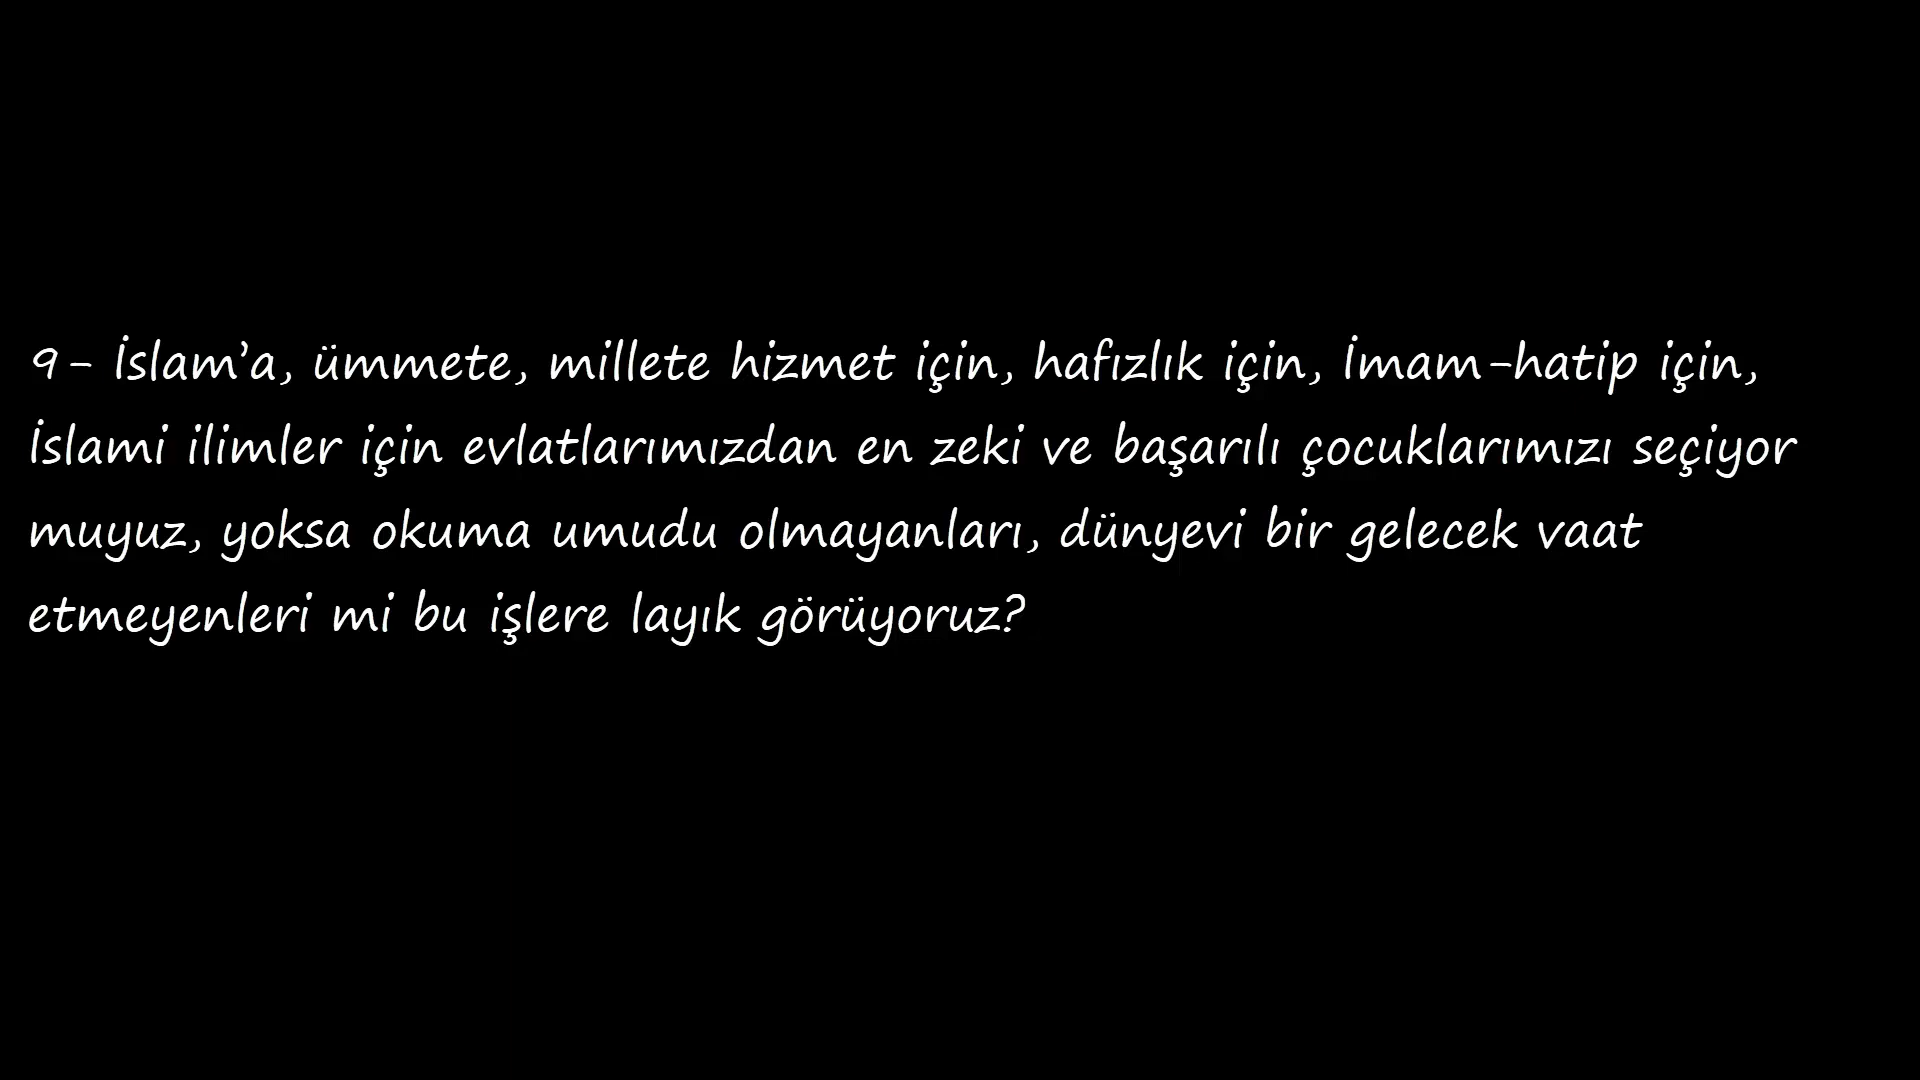 9- İslam’a, ümmete, millete hizmet için, hafızlık için, İmam-hatip için,
İslami ilimler için evlatlarımızdan en zeki ve başarılı çocuklarımızı seçiyor
muyuz, yoksa okuma umudu olmayanları, dünyevi bir gelecek vaat
etmeyenleri mi bu işlere layık görüyoruz?